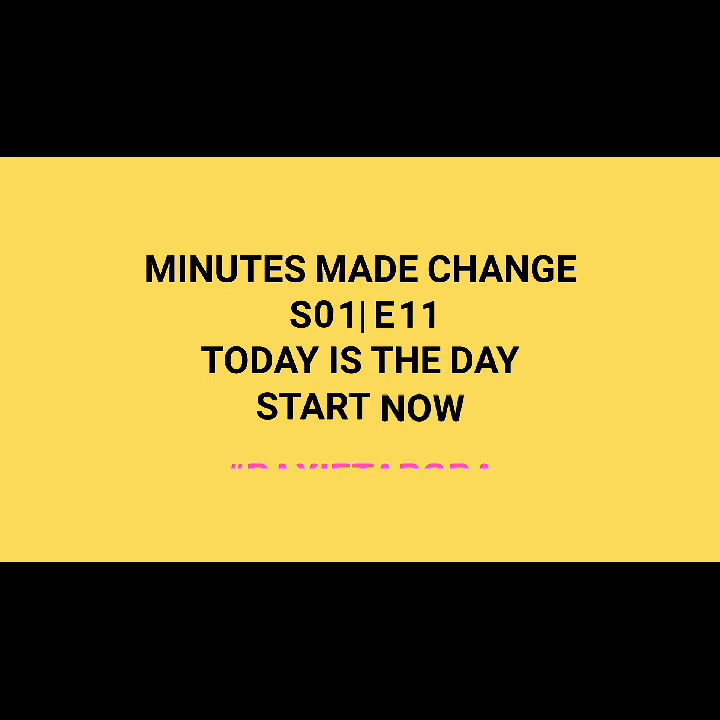 MINUTES MADE CHANGE
S01| E11
TODAY IS THE DAY
START NOW